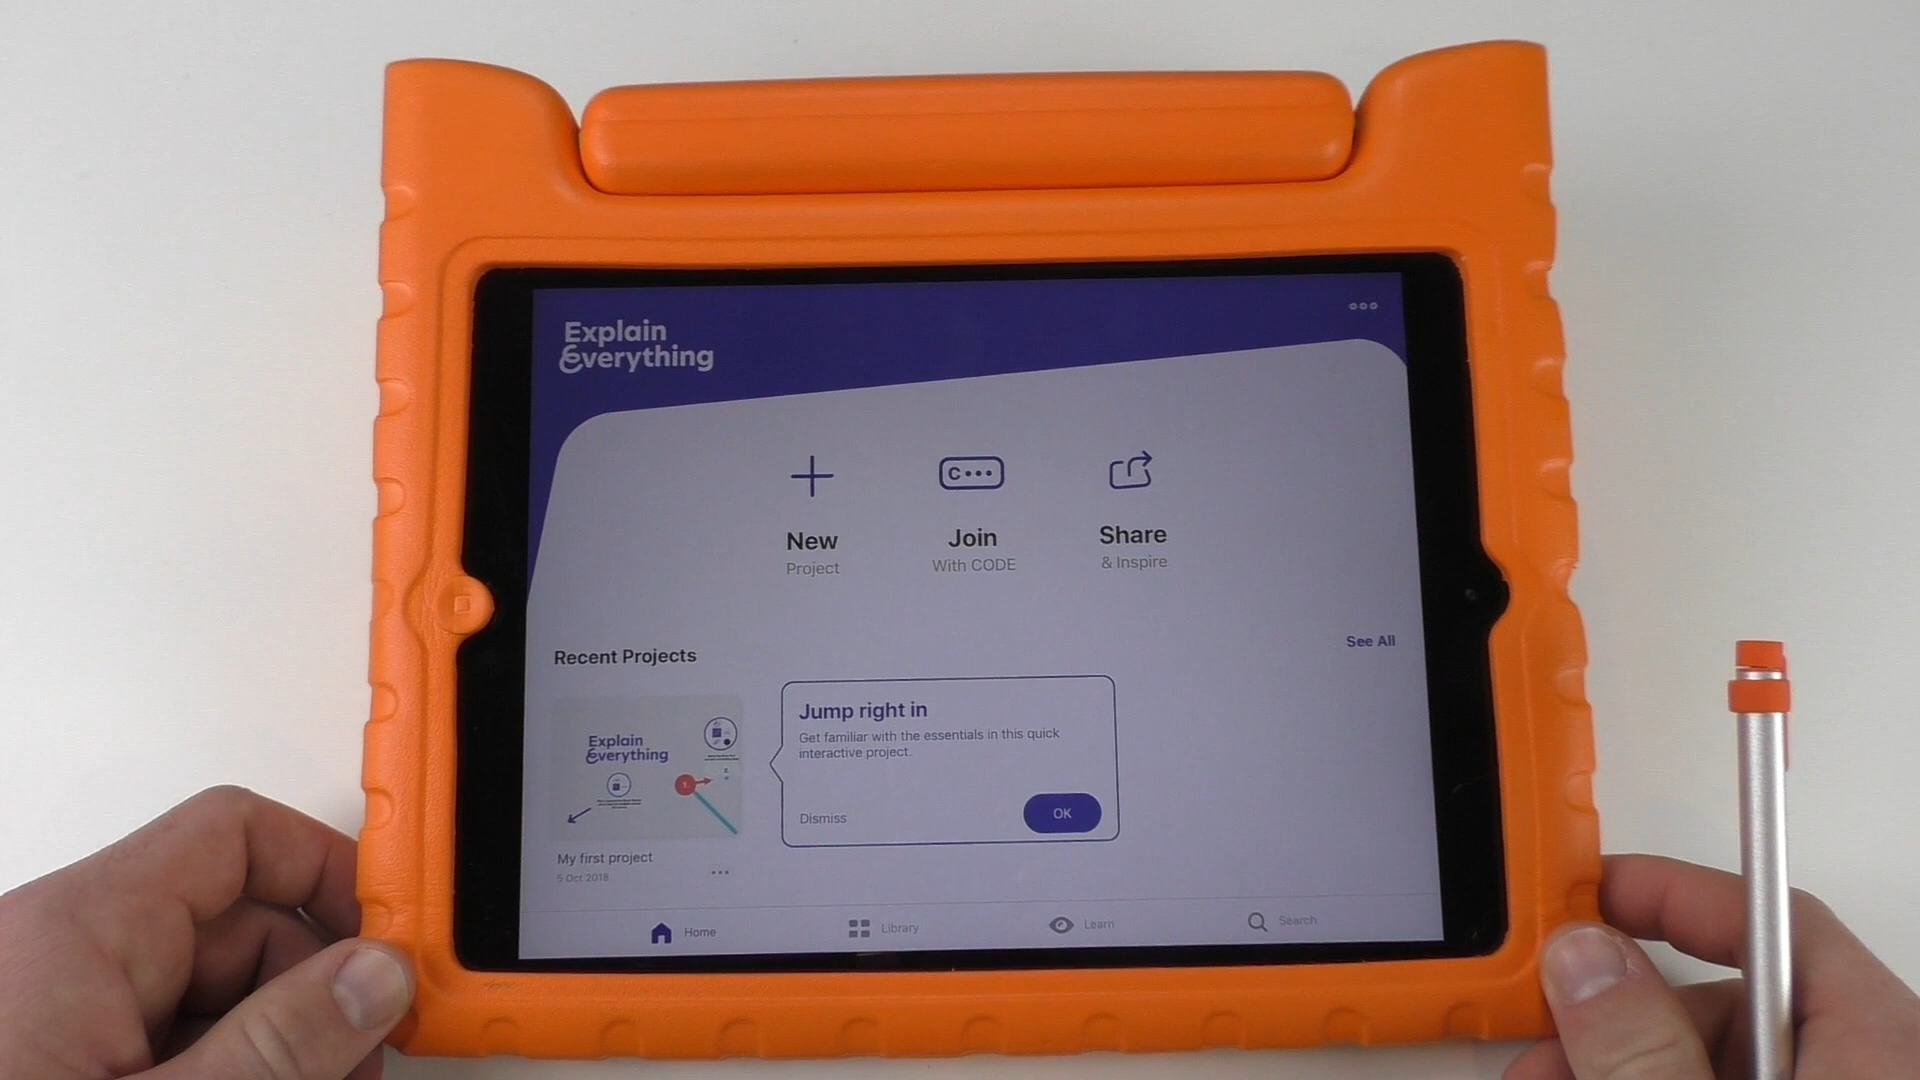 Explain
Everything
New
Project
C
Join
With CODE
Share
& Inspire
Recent Projects
See All
Explain
Everything
1.
2.
Jump right in
Get familiar with the essentials in this quick
interactive project.
Dismiss
OK
My first project
5 Oct 2018
Home
Library
Learn
Search